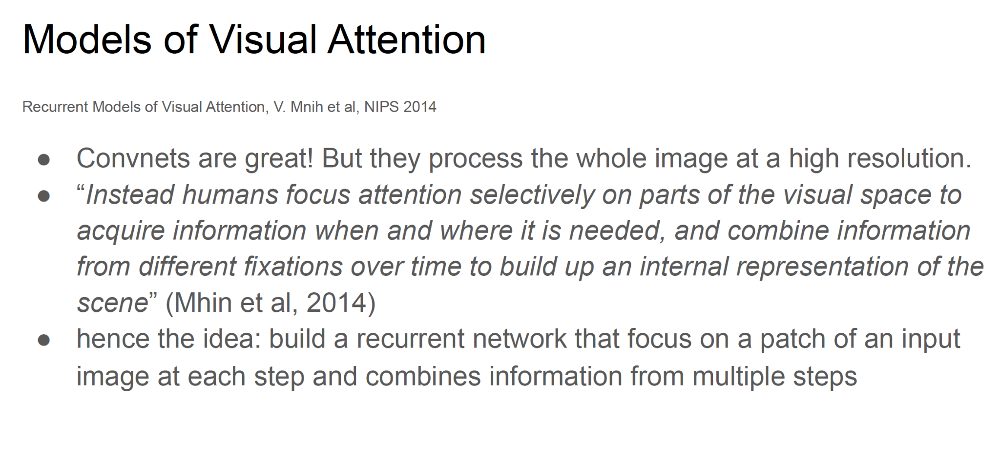 Models of Visual Attention
Recurrent Models of Visual Attention, V. Mnih et al, NIPS 2014
● Convnets are great! But they process the whole image at a high resolution.
● “Instead humans focus attention selectively on parts of the visual space to
acquire information when and where it is needed, and combine information
from different fixations over time to build up an internal representation of the
scene” (Mhin et al, 2014)
● hence the idea: build a recurrent network that focus on a patch of an input
image at each step and combines information from multiple steps